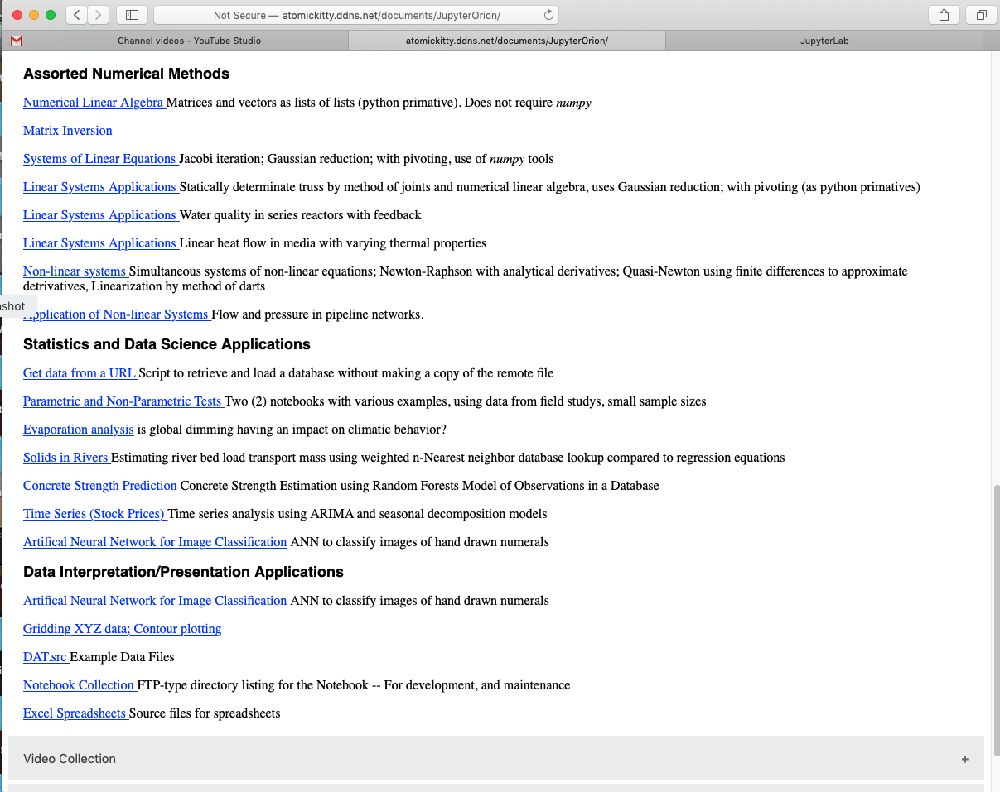 Not Secure — atomickitty.ddns.net/documents/JupyterOrion/
Channel videos - YouTube Studio
atomickitty.ddns.net/documents/JupyterOrion/
JupyterLab
Assorted Numerical Methods
Numerical Linear Algebra Matrices and vectors as lists of lists (python primative). Does not require numpy
Matrix Inversion
Systems of Linear Equations Jacobi iteration; Gaussian reduction; with pivoting, use of numpy tools
Linear Systems Applications Statically determinate truss by method of joints and numerical linear algebra, uses Gaussian reduction; with pivoting (as python primatives)
Linear Systems Applications Water quality in series reactors with feedback
Linear Systems Applications Linear heat flow in media with varying thermal properties
Non-linear systems Simultaneous systems of non-linear equations; Newton-Raphson with analytical derivatives; Quasi-Newton using finite differences to approximate
detrivatives, Linearization by method of darts
shot
Application of Non-linear Systems Flow and pressure in pipeline networks.
Statistics and Data Science Applications
Get data from a URL Script to retrieve and load a database without making a copy of the remote file
Parametric and Non-Parametric Tests Two (2) notebooks with various examples, using data from field studys, small sample sizes
Evaporation analysis is global dimming having an impact on climatic behavior?
Solids in Rivers Estimating river bed load transport mass using weighted n-Nearest neighbor database lookup compared to regression equations
Concrete Strength Prediction Concrete Strength Estimation using Random Forests Model of Observations in a Database
Time Series (Stock Prices) Time series analysis using ARIMA and seasonal decomposition models
Artifical Neural Network for Image Classification ANN to classify images of hand drawn numerals
Data Interpretation/Presentation Applications
Artifical Neural Network for Image Classification ANN to classify images of hand drawn numerals
Gridding XYZ data; Contour plotting
DAT.src Example Data Files
Notebook Collection FTP-type directory listing for the Notebook -- For development, and maintenance
Excel Spreadsheets Source files for spreadsheets
Video Collection +